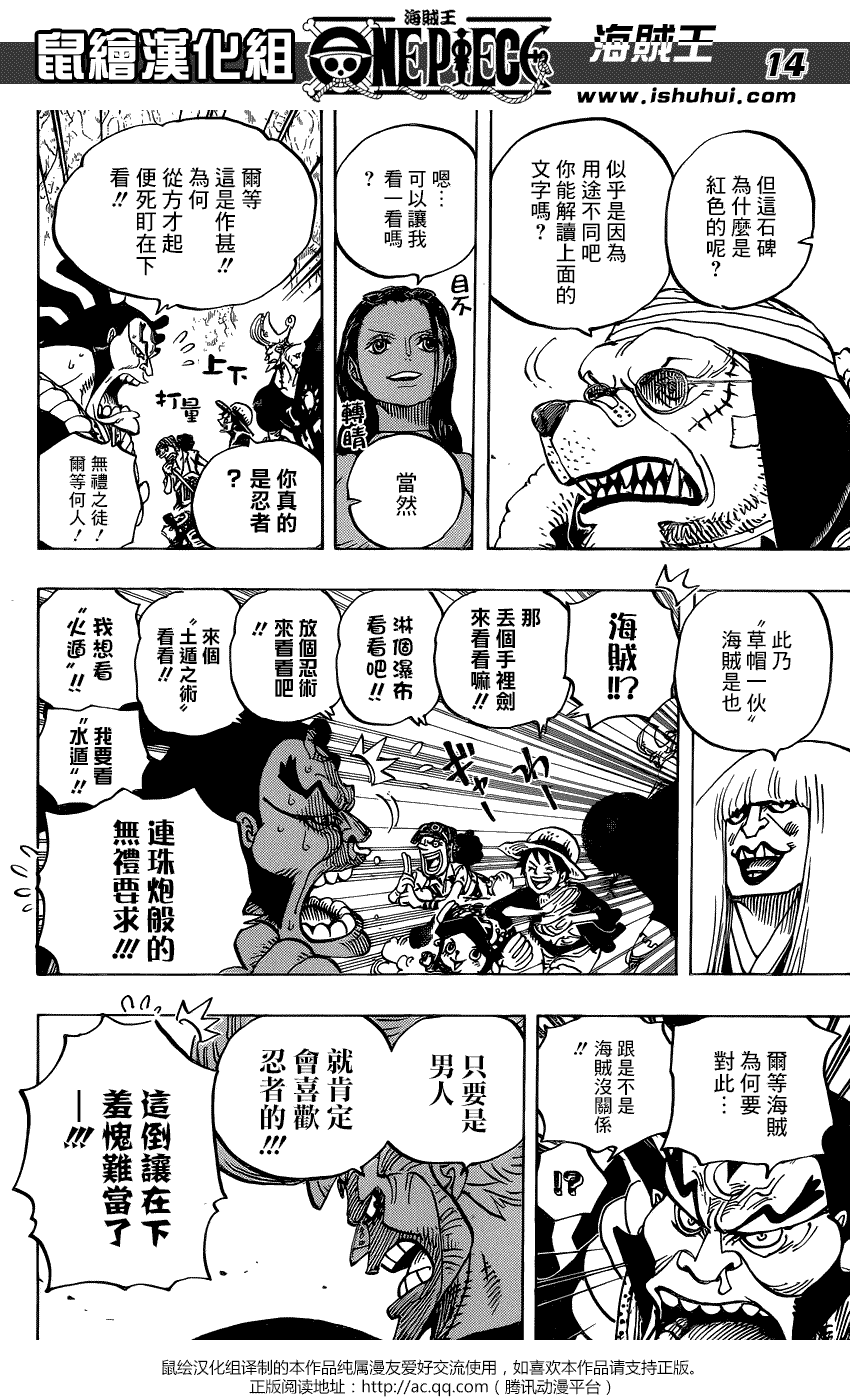 鼠繪漢化組
海賊王
ONE PIECE
海賊王
14
www.ishuhui.com
但這石碑
為什麼是
紅色的呢?
似乎是因為
用途不同吧
你能解讀上面的
文字嗎?
嗯…
可以讓我
看一看嗎
?
目不
轉睛
當然
爾等
這是作甚!!
為何
從方才起
便死盯在下
看!!
上下
打量
你真的
是忍者
?
無禮之徒!
爾等何人!
此乃
“草帽一伙”
海賊是也
海賊!!?
那
丟個手裡劍
來看看嘛!!
淋個瀑布
看看吧!!
放個忍術
來看看吧
!!
來個
“土遁之術”
看看!!
我想看
“火遁”!!
我要看
“水遁”!!
わー
ギャー
連珠炮般的
無禮要求!!!
爾等海賊
為何要
對此…
跟是不是
海賊沒關係
!!
!?
只要是
男人
就肯定
會喜歡
忍者的!!!
這倒讓在下
羞愧難當了
—!!!
鼠绘汉化组译制的本作品纯属漫友爱好交流使用，如喜欢本作品请支持正版。
正版阅读地址：http://ac.qq.com（腾讯动漫平台）